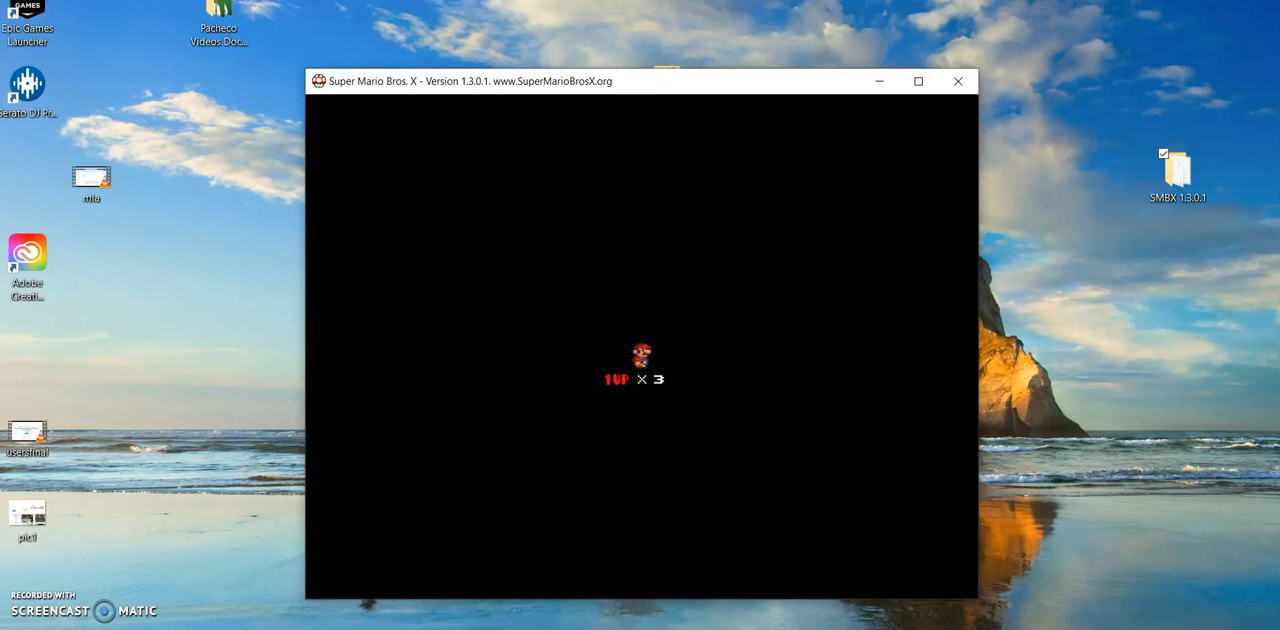 GAMES
Epic Games
Launcher
Pacheco
Videos Doc...
Serato DJ Pr...
mia
Adobe
Creati...
usersfinal
pic1
RECORDED WITH
SCREENCAST MATIC
Super Mario Bros. X - Version 1.3.0.1. www.SuperMarioBrosX.org
1UP X 3
SMBX 1.3.0.1